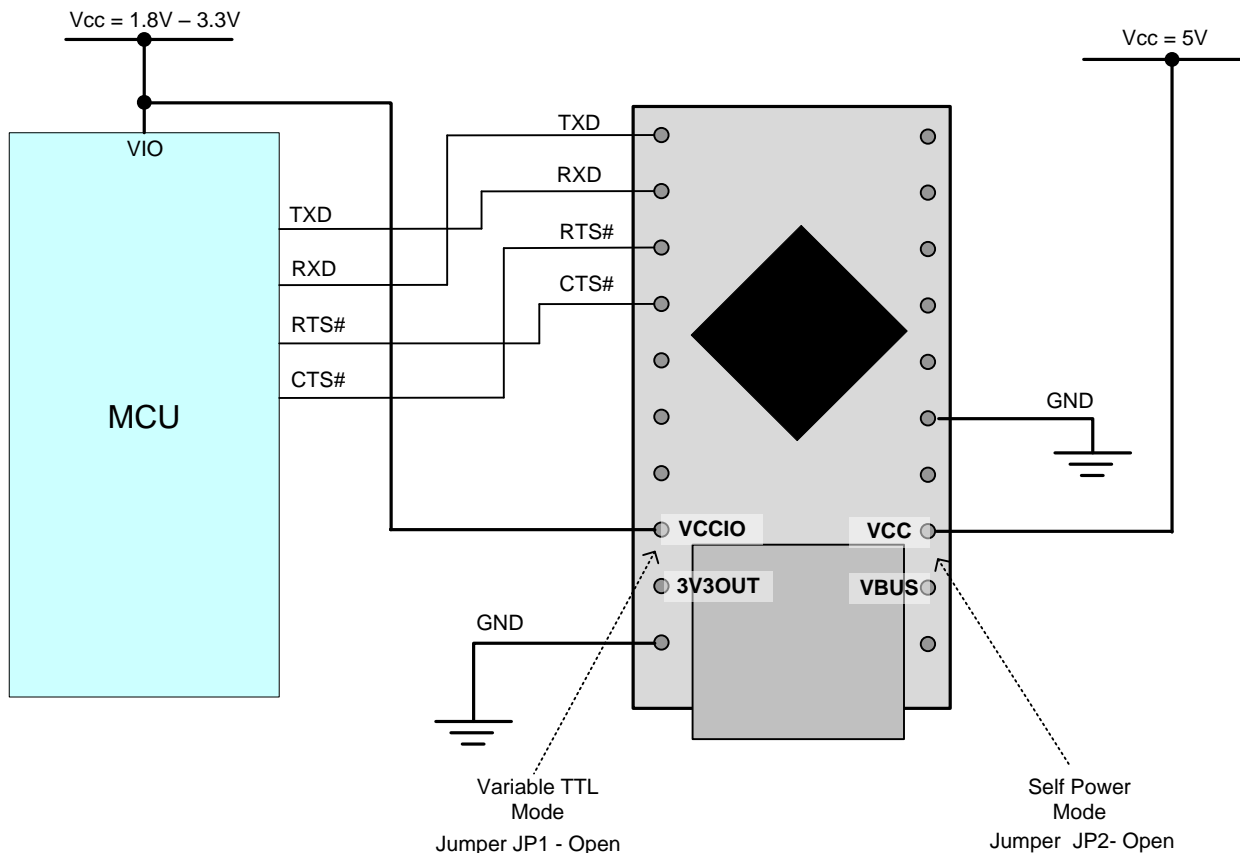 Vcc = 1.8V – 3.3V
Vcc = 5V
VIO
TXD
RXD
RTS#
CTS#
MCU
TXD
RXD
RTS#
CTS#
GND
VCCIO
VCC
3V3OUT
VBUS
GND
Variable TTL
Mode
Jumper JP1 - Open
Self Power
Mode
Jumper JP2- Open